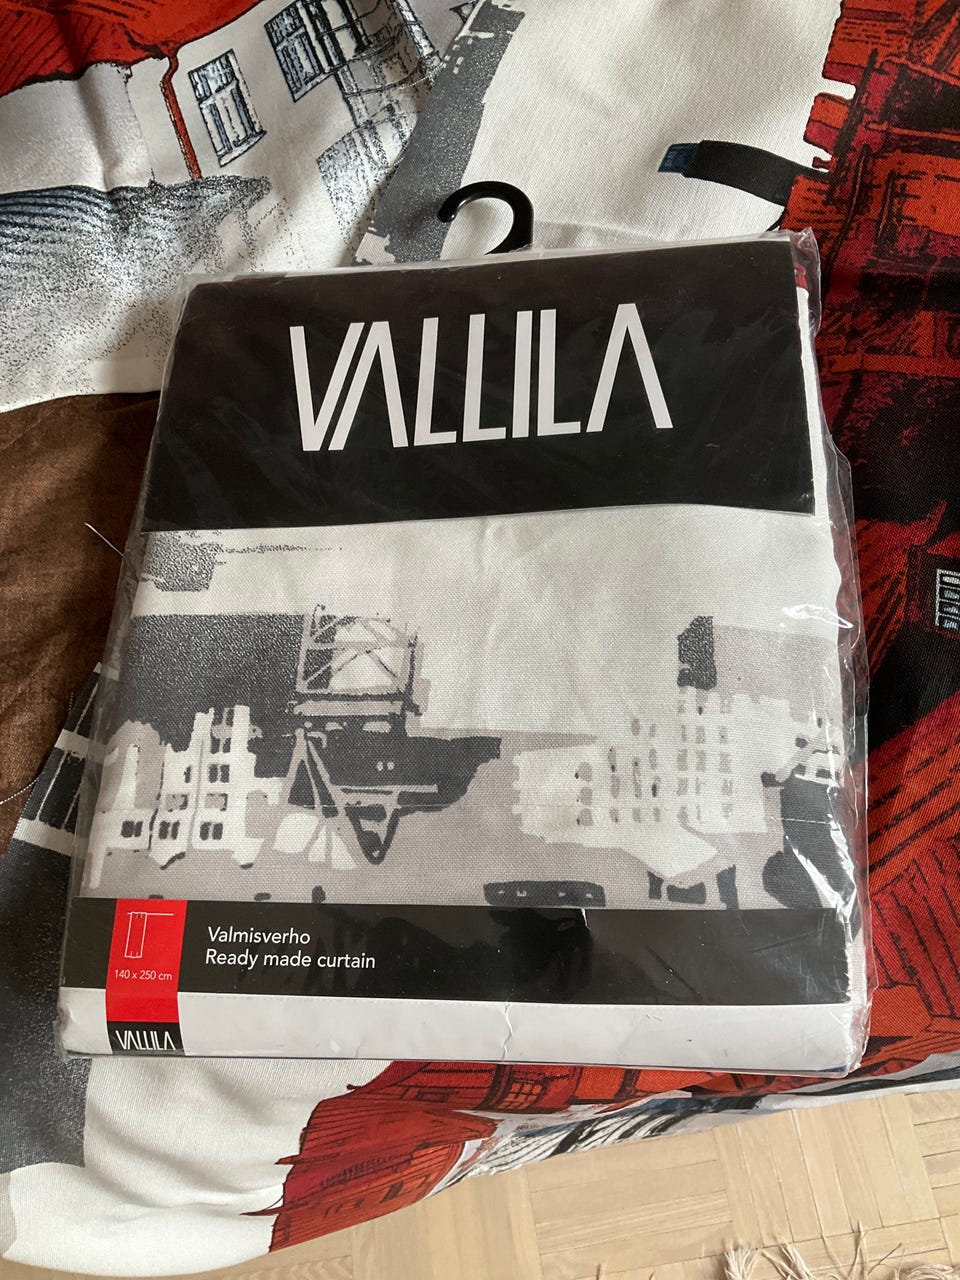 VALLILA
Valmisverho
Ready made curtain
140 x 250 cm
VALLILA